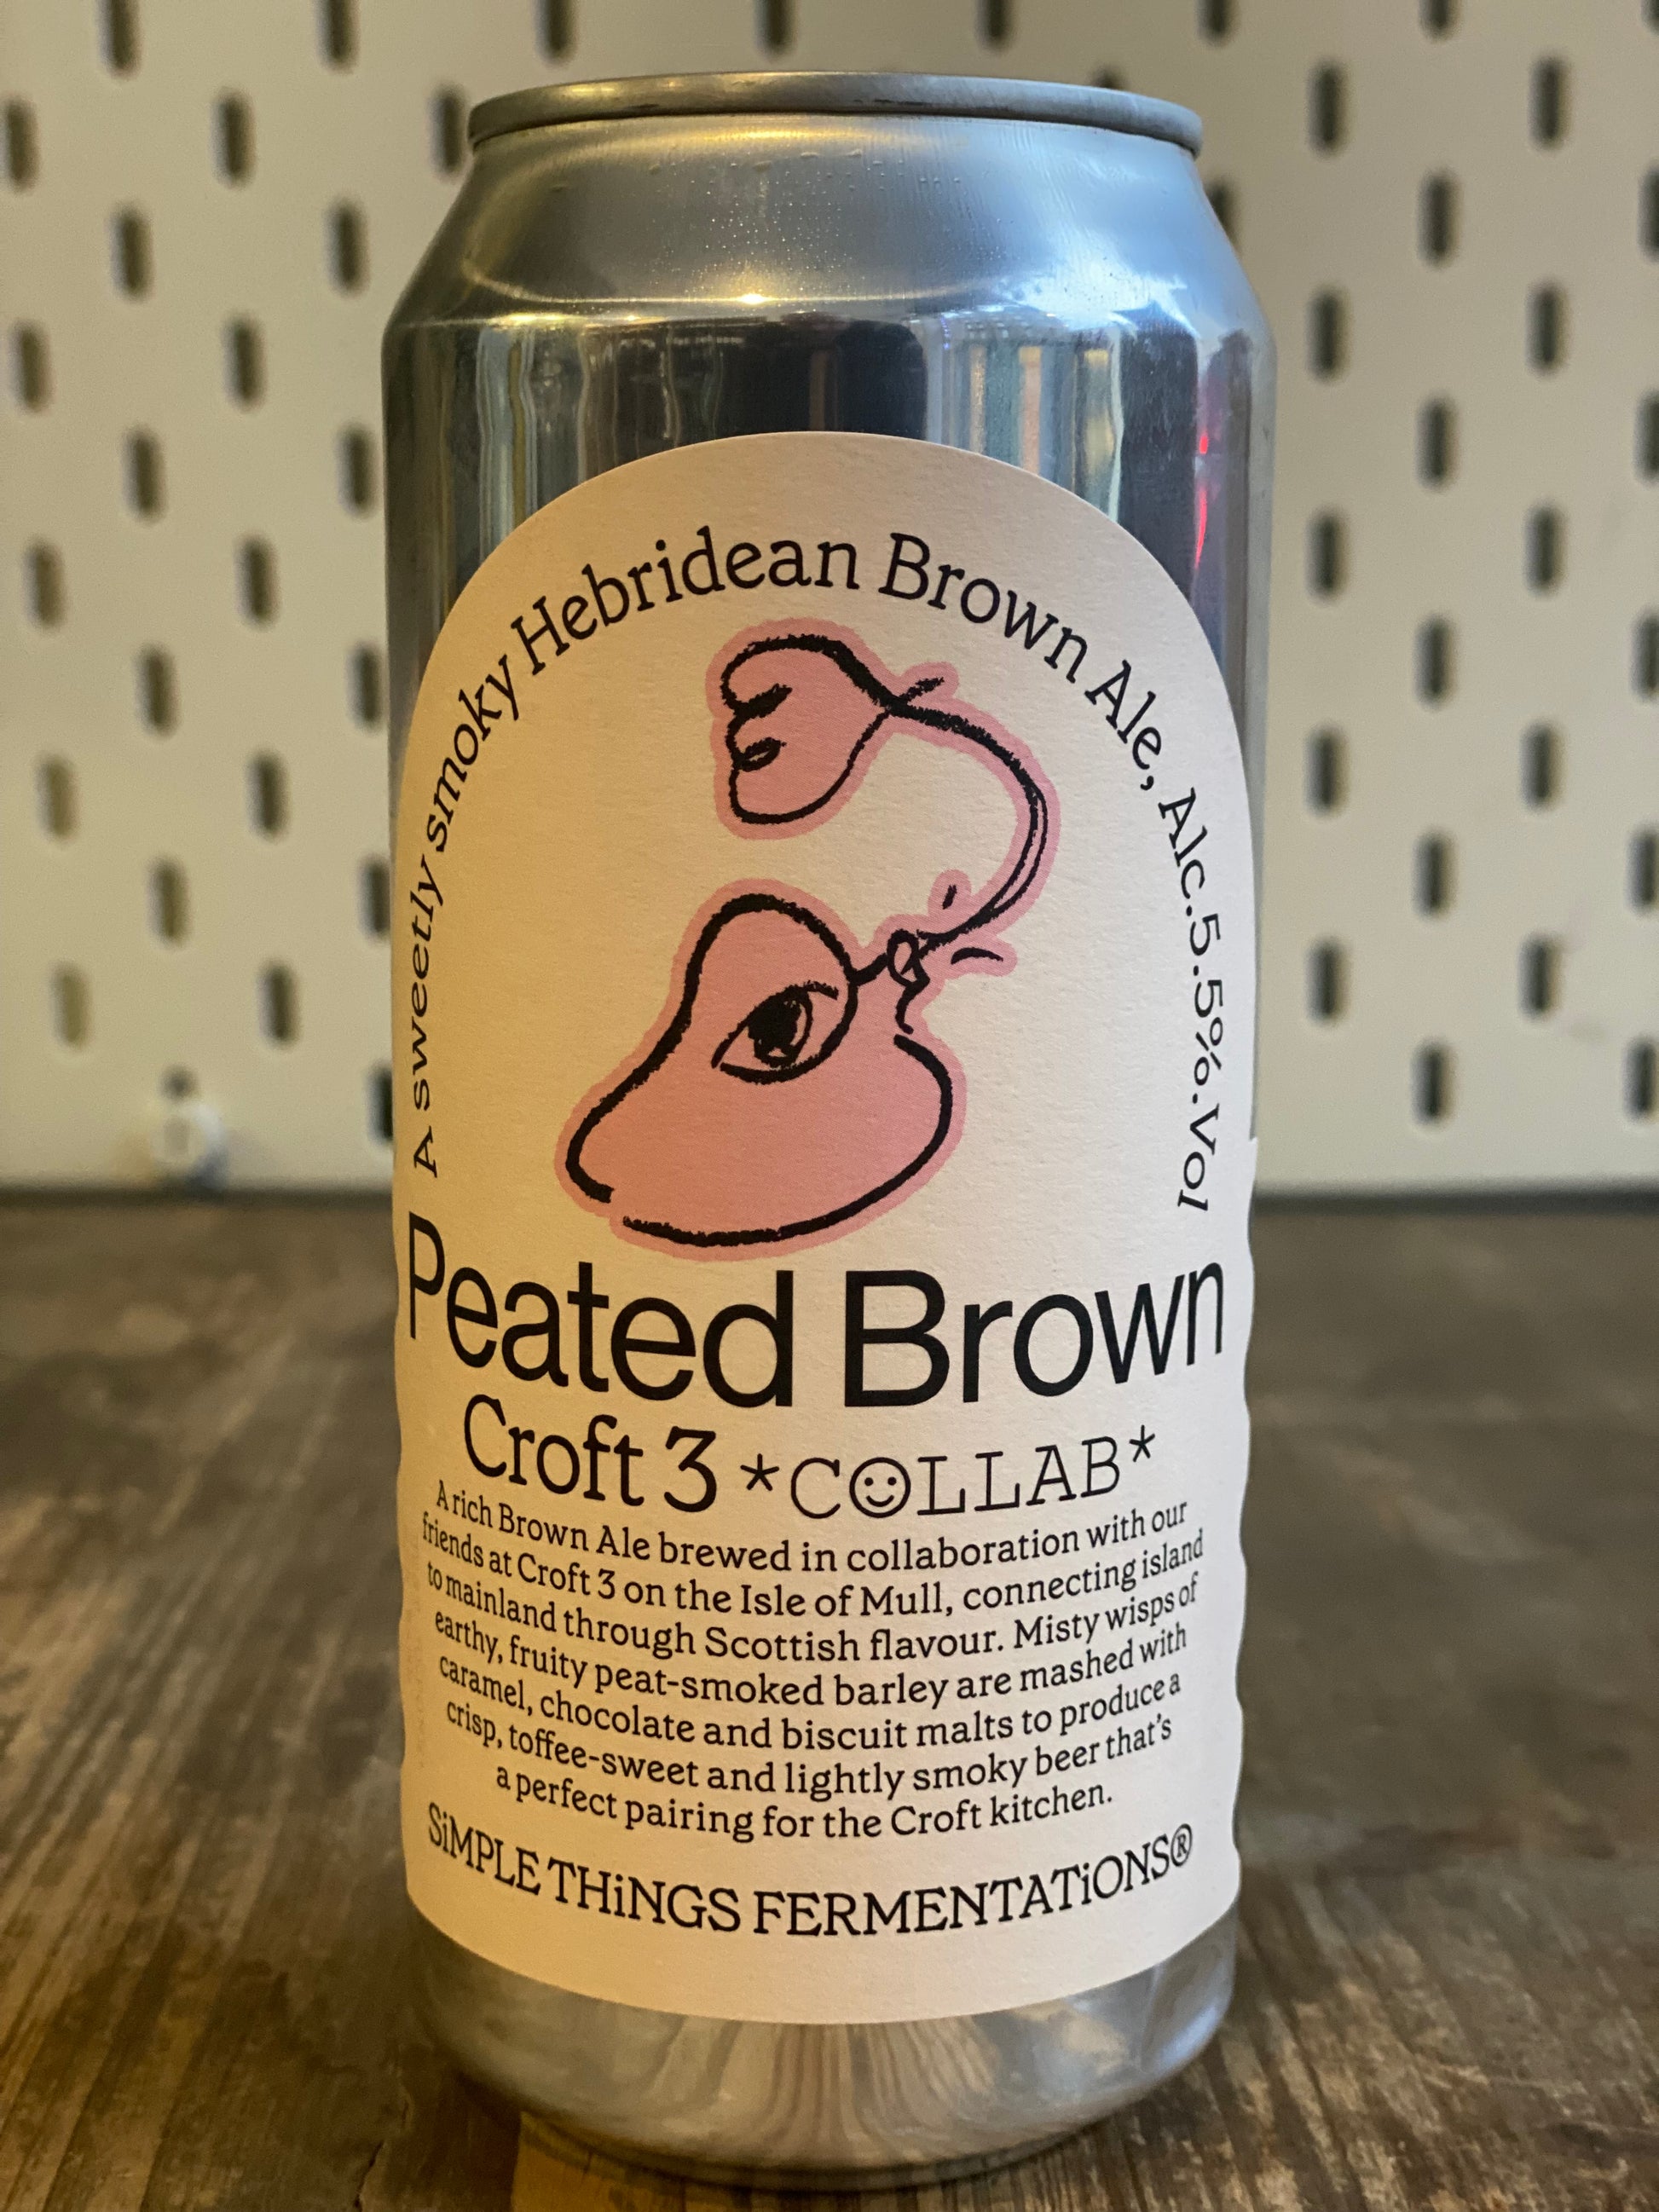 A sweetly smoky Hebridean Brown Ale, Alc.5.5%.Vol
Peated Brown
Croft 3 *C☺LLAB*
A rich Brown Ale brewed in collaboration with our
friends at Croft 3 on the Isle of Mull, connecting island
to mainland through Scottish flavour. Misty wisps of
earthy, fruity peat-smoked barley are mashed with
caramel, chocolate and biscuit malts to produce a
crisp, toffee-sweet and lightly smoky beer that's
a perfect pairing for the Croft kitchen.
SiMPLE THiNGS FERMENTATiONS®